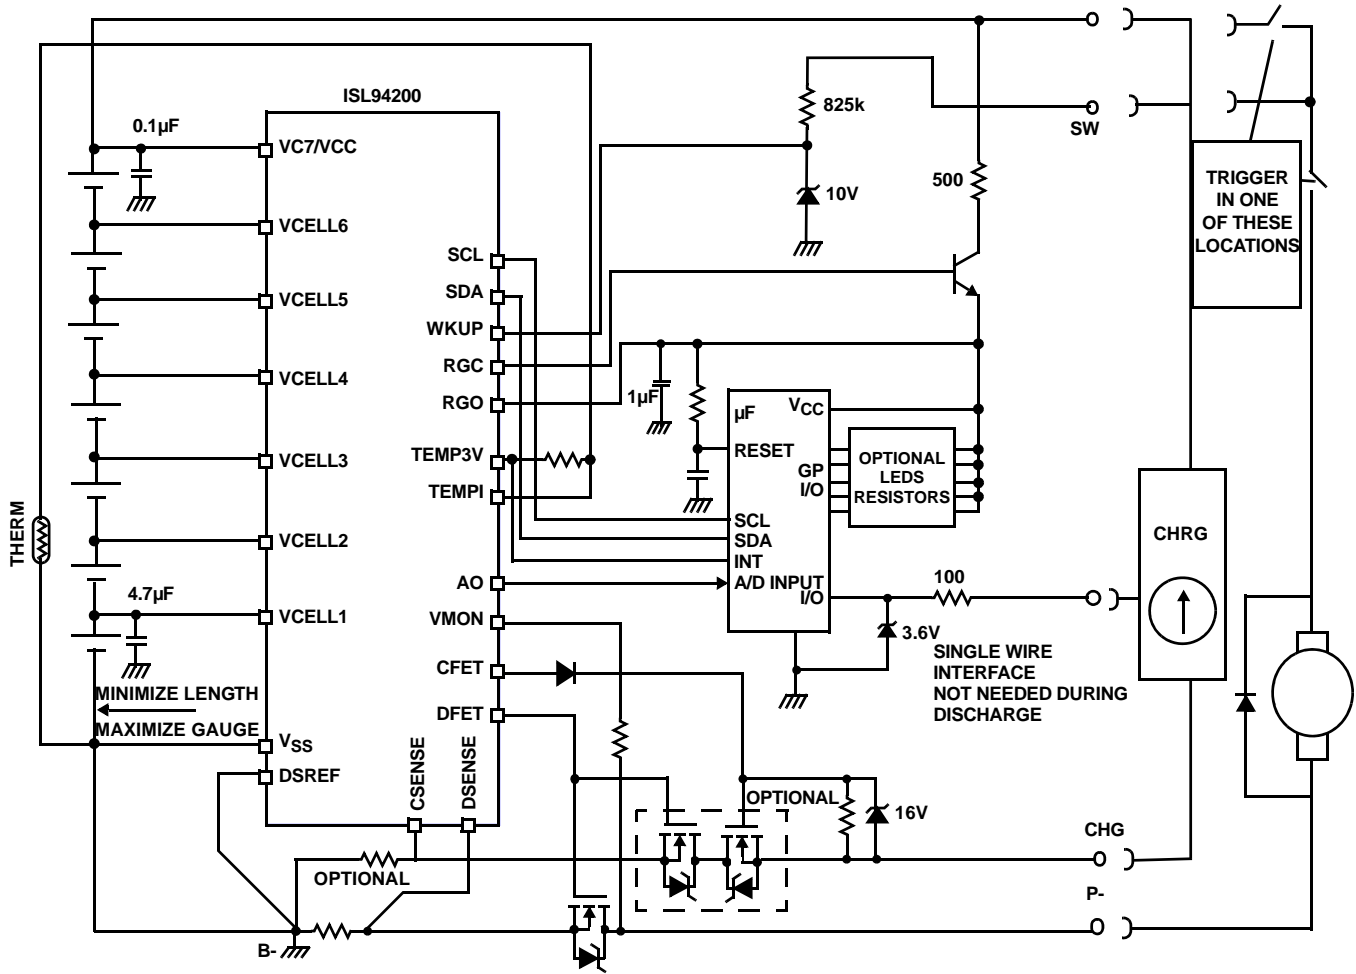 ISL94200
0.1µF
VC7/VCC
VCELL6
VCELL5
VCELL4
VCELL3
VCELL2
4.7µF
VCELL1
THERM
MINIMIZE LENGTH
MAXIMIZE GAUGE
VSS
DSREF
CSENSE
DSENSE
SCL
SDA
WKUP
RGC
RGO
TEMP3V
TEMPI
AO
VMON
CFET
DFET
825k
10V
500
SW
TRIGGER
IN ONE
OF THESE
LOCATIONS
1µF
µF
VCC
RESET
GP
I/O
SCL
SDA
INT
A/D INPUT
I/O
OPTIONAL
LEDS
RESISTORS
100
3.6V
SINGLE WIRE
INTERFACE
NOT NEEDED DURING
DISCHARGE
CHRG
OPTIONAL
16V
CHG
OPTIONAL
P-
B-